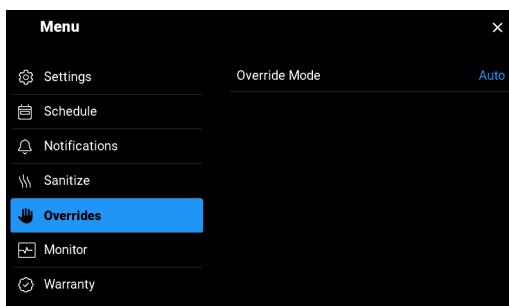 Menu
Settings
Schedule
Notifications
Sanitize
Overrides
Monitor
Warranty
Override Mode
Auto